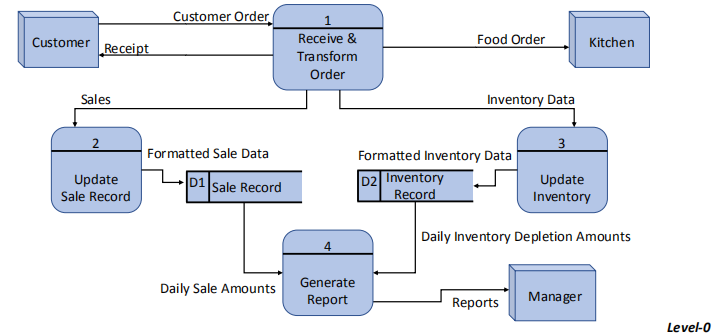 Customer Order
1
Customer
Receive &
Transform
Order
Receipt
Food Order
Kitchen
Sales
Inventory Data
2
Update
Sale Record
Formatted Sale Data
D1
Sale Record
Formatted Inventory Data
D2
Inventory
Record
3
Update
Inventory
4
Generate
Report
Daily Sale Amounts
Daily Inventory Depletion Amounts
Reports
Manager
Level-0